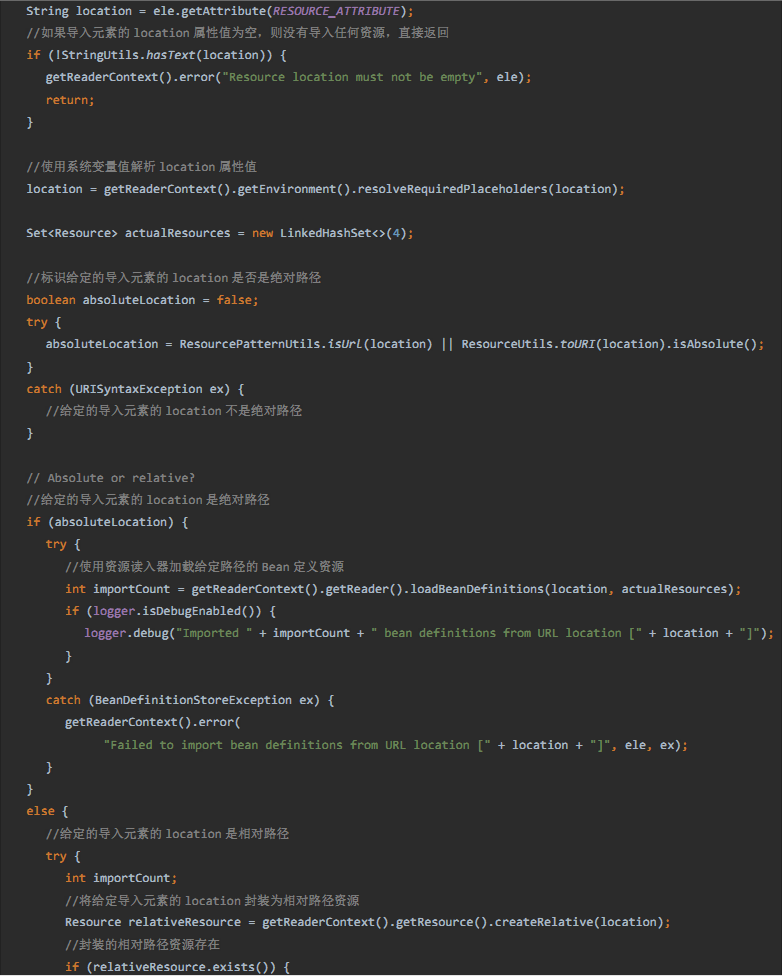 String location = ele.getAttribute(RESOURCE_ATTRIBUTE);
//如果导入元素的 location 属性值为空，则没有导入任何资源，直接返回
if (!StringUtils.hasText(location)) {
getReaderContext().error("Resource location must not be empty", ele);
return;
}
//使用系统变量值解析 location 属性值
location = getReaderContext().getEnvironment().resolveRequiredPlaceholders(location);
Set<Resource> actualResources = new LinkedHashSet<>(4);
//标识给定的导入元素的 location 是否是绝对路径
boolean absoluteLocation = false;
try {
absoluteLocation = ResourcePatternUtils.isUrl(location) || ResourceUtils.toURI(location).isAbsolute();
}
catch (URISyntaxException ex) {
//给定的导入元素的 location 不是绝对路径
}
// Absolute or relative?
//给定的导入元素的 location 是绝对路径
if (absoluteLocation) {
try {
//使用资源读入器加载给定路径的 Bean 定义资源
int importCount = getReaderContext().getReader().loadBeanDefinitions(location, actualResources);
if (logger.isDebugEnabled()) {
logger.debug("Imported " + importCount + " bean definitions from URL location [" + location + "]");
}
}
catch (BeanDefinitionStoreException ex) {
getReaderContext().error(
"Failed to import bean definitions from URL location [" + location + "]", ele, ex);
}
}
else {
//给定的导入元素的 location 是相对路径
try {
int importCount;
//将给定导入元素的 location 封装为相对路径资源
Resource relativeResource = getReaderContext().getResource().createRelative(location);
//封装的相对路径资源存在
if (relativeResource.exists()) {